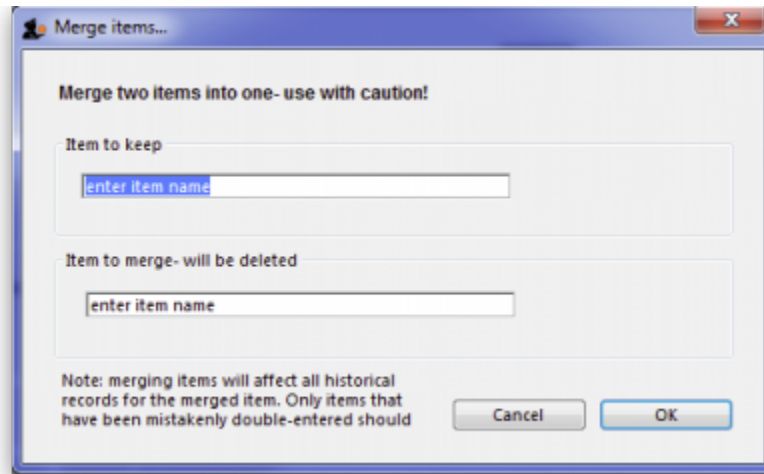 Merge items...
Merge two items into one- use with caution!
Item to keep
enter item name
Item to merge- will be deleted
enter item name
Note: merging items will affect all historical
records for the merged item. Only items that
have been mistakenly double-entered should
Cancel
OK